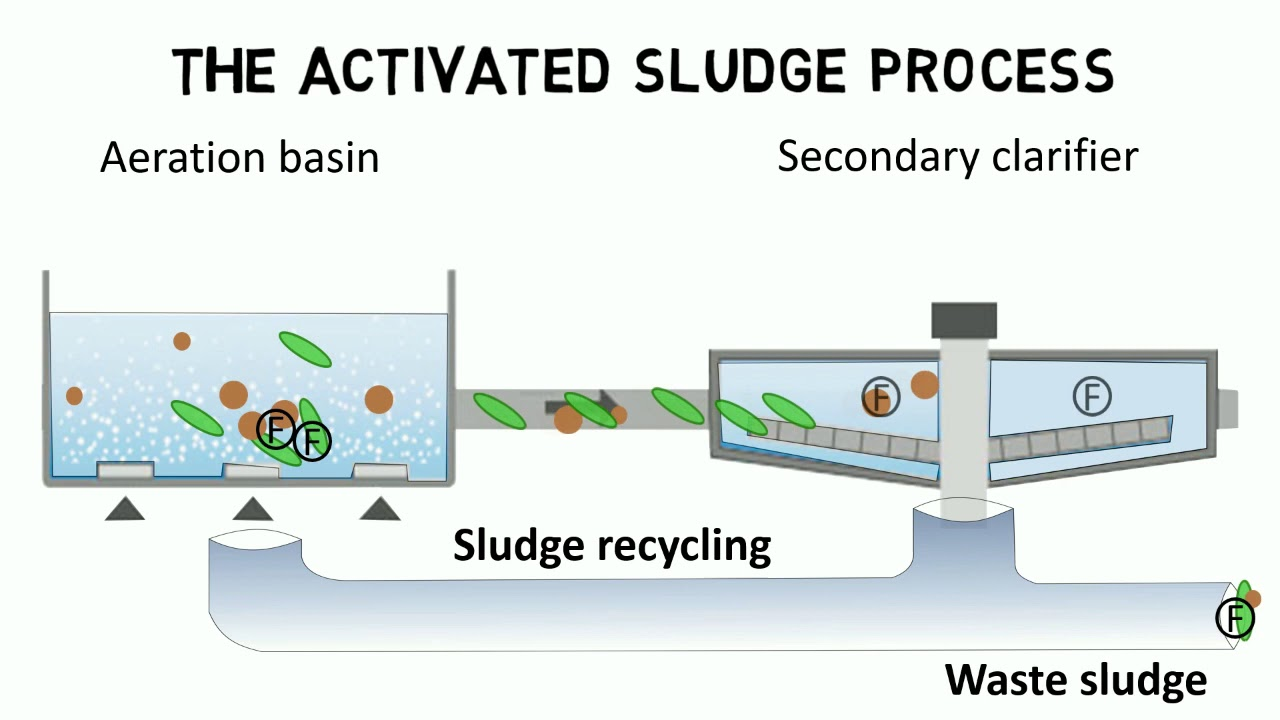 THE ACTIVATED SLUDGE PROCESS
Aeration basin
Secondary clarifier
F
F
F
F
Sludge recycling
F
Waste sludge